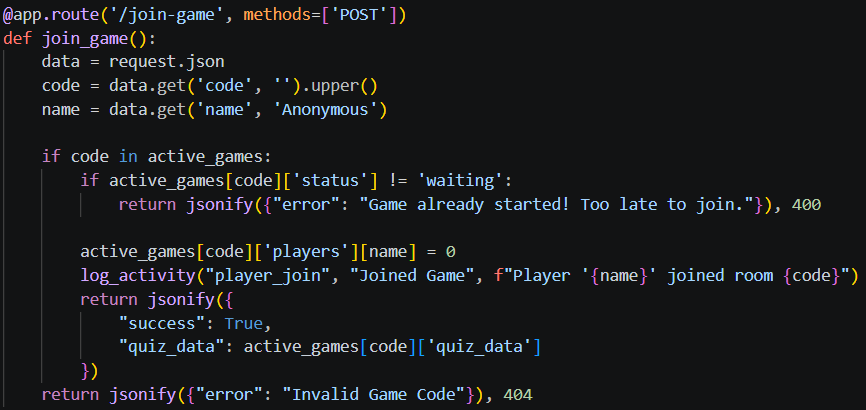 @app.route('/join-game', methods=['POST'])
def join_game():
    data = request.json
    code = data.get('code', '').upper()
    name = data.get('name', 'Anonymous')
    if code in active_games:
        if active_games[code]['status'] != 'waiting':
            return jsonify({"error": "Game already started! Too late to join."}), 400
        active_games[code]['players'][name] = 0
        log_activity("player_join", "Joined Game", f"Player '{name}' joined room {code}")
        return jsonify({
            "success": True,
            "quiz_data": active_games[code]['quiz_data']
        })
    return jsonify({"error": "Invalid Game Code"}), 404